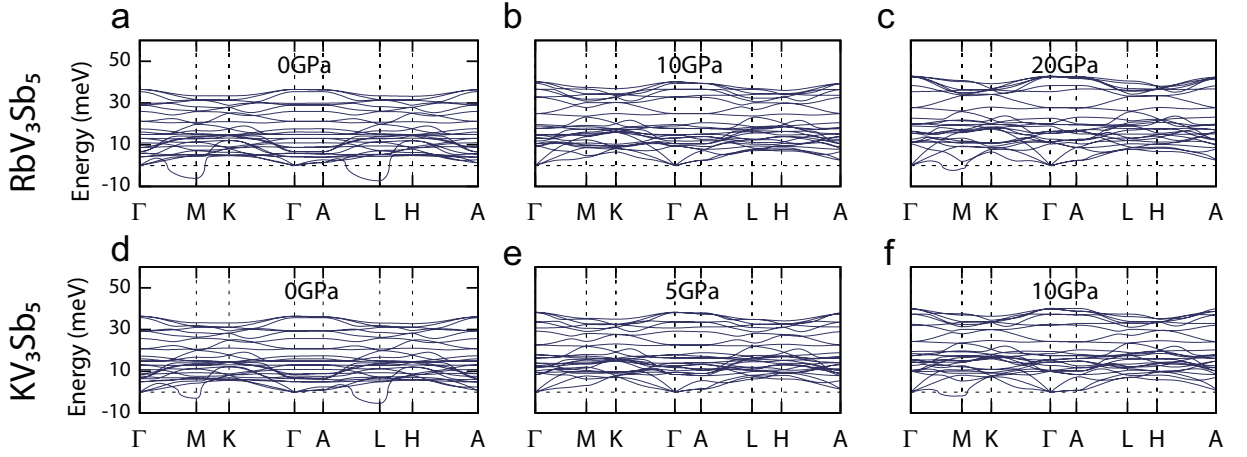 a
b
c
RbV₃Sb₅
Energy (meV)
50
30
10
-10
0GPa
10GPa
20GPa
Γ M K Γ A L H A
Γ M K Γ A L H A
Γ M K Γ A L H A
d
e
f
KV₃Sb₅
Energy (meV)
50
30
10
-10
0GPa
5GPa
10GPa
Γ M K Γ A L H A
Γ M K Γ A L H A
Γ M K Γ A L H A